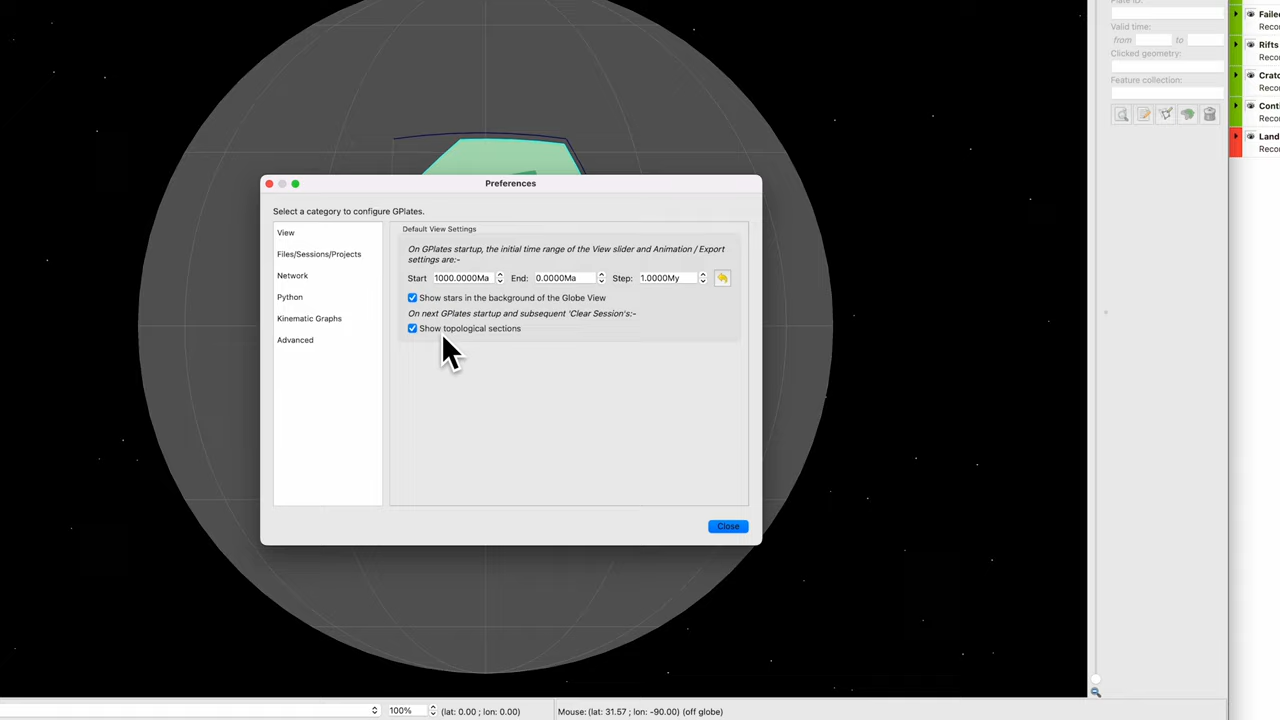 Valid time:
from
to
Clicked geometry:
Feature collection:
Rifts
Preferences
Select a category to configure GPlates.
View
Files/Sessions/Projects
Network
Python
Kinematic Graphs
Advanced
Default View Settings
On GPlates startup, the initial time range of the View slider and Animation / Export
settings are:-
Start 1000.0000Ma End: 0.0000Ma Step: 1.0000My
Show stars in the background of the Globe View
On next GPlates startup and subsequent 'Clear Session's:-
Show topological sections
Close
100% (lat: 0.00 ; lon: 0.00) Mouse: (lat: 31.57 ; lon: -90.00) (off globe)